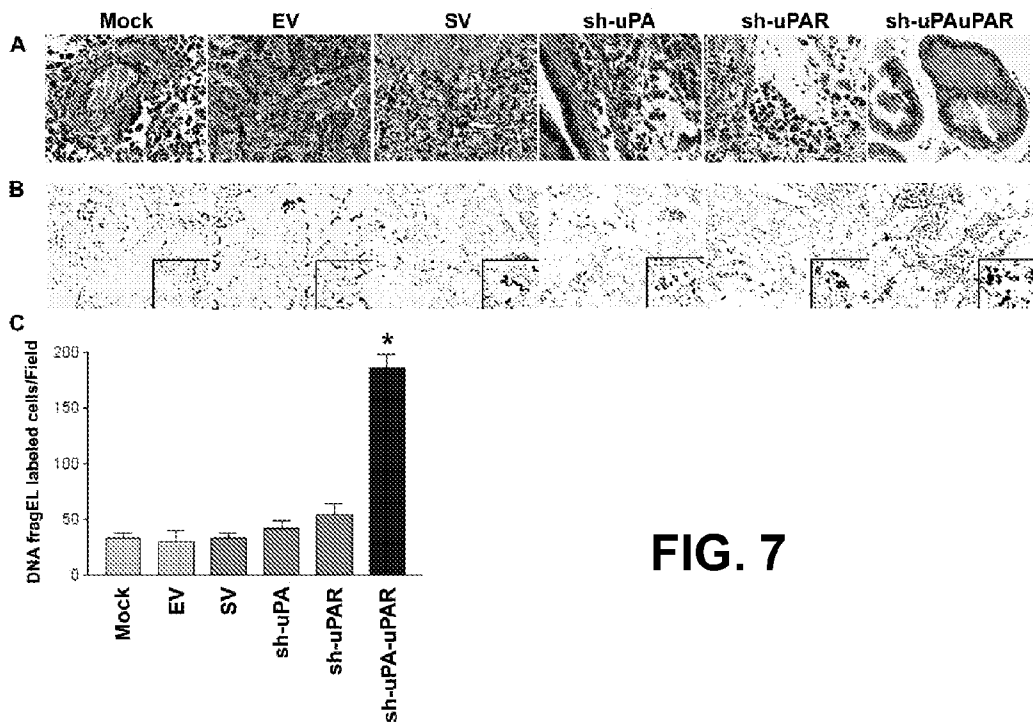 Mock EV SV sh-uPA sh-uPAR sh-uPAuPAR
A
B
C
DNA fragEL labeled cells/Field
200
150
100
50
0
*
Mock
EV
SV
sh-uPA
sh-uPAR
sh-uPA-uPAR
FIG. 7